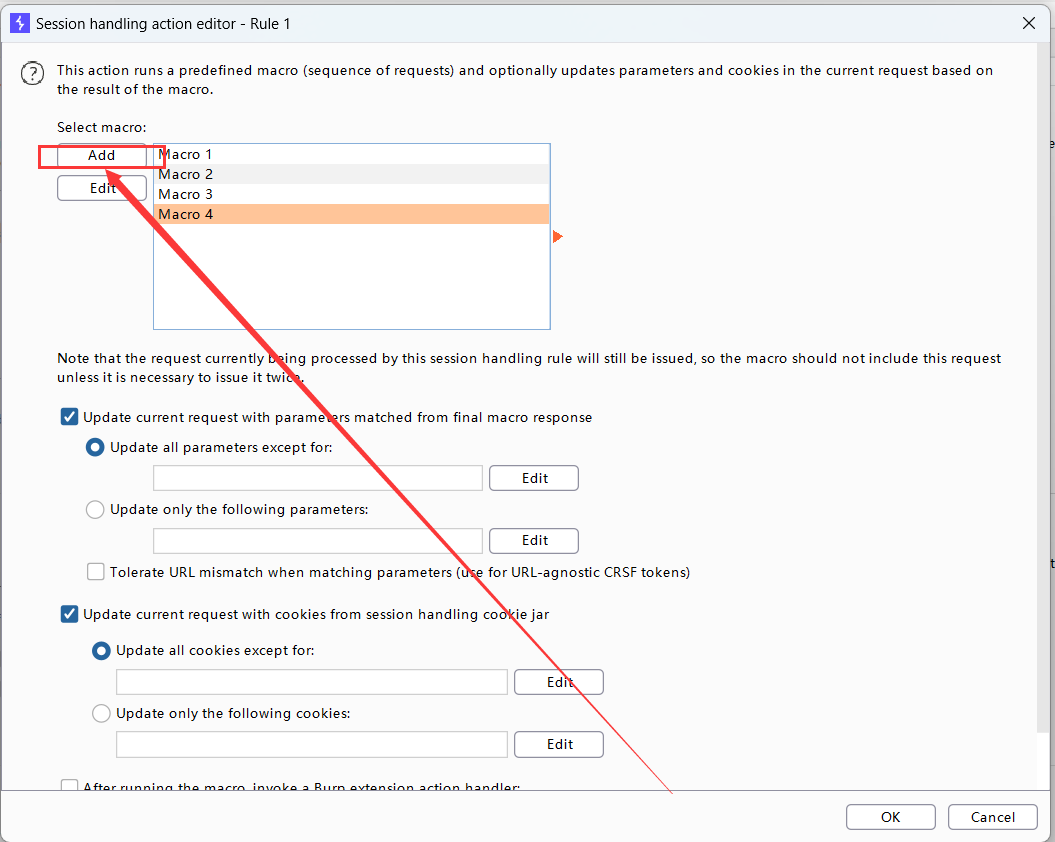 Session handling action editor - Rule 1
This action runs a predefined macro (sequence of requests) and optionally updates parameters and cookies in the current request based on
the result of the macro.
Select macro:
Add
Edit
Macro 1
Macro 2
Macro 3
Macro 4
Note that the request currently being processed by this session handling rule will still be issued, so the macro should not include this request
unless it is necessary to issue it twice.
Update current request with parameters matched from final macro response
Update all parameters except for:
Edit
Update only the following parameters:
Edit
Tolerate URL mismatch when matching parameters (use for URL-agnostic CRSF tokens)
Update current request with cookies from session handling cookie jar
Update all cookies except for:
Edit
Update only the following cookies:
Edit
After running the macro, invoke a Burp extension action handler:
OK
Cancel